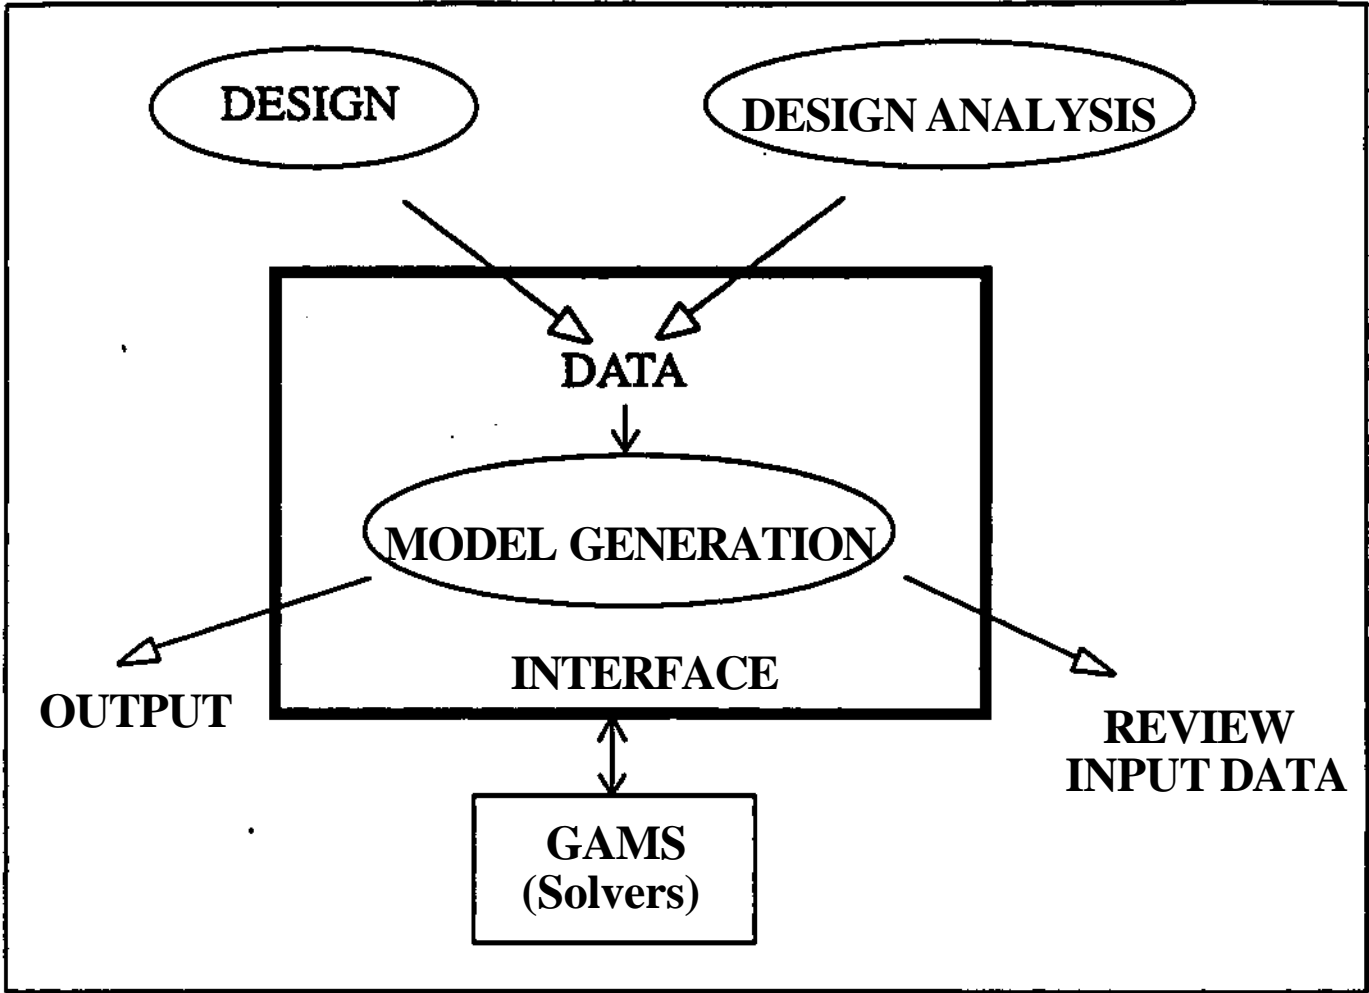 DESIGN
DESIGN ANALYSIS
DATA
MODEL GENERATION
INTERFACE
OUTPUT
REVIEW
INPUT DATA
GAMS
(Solvers)